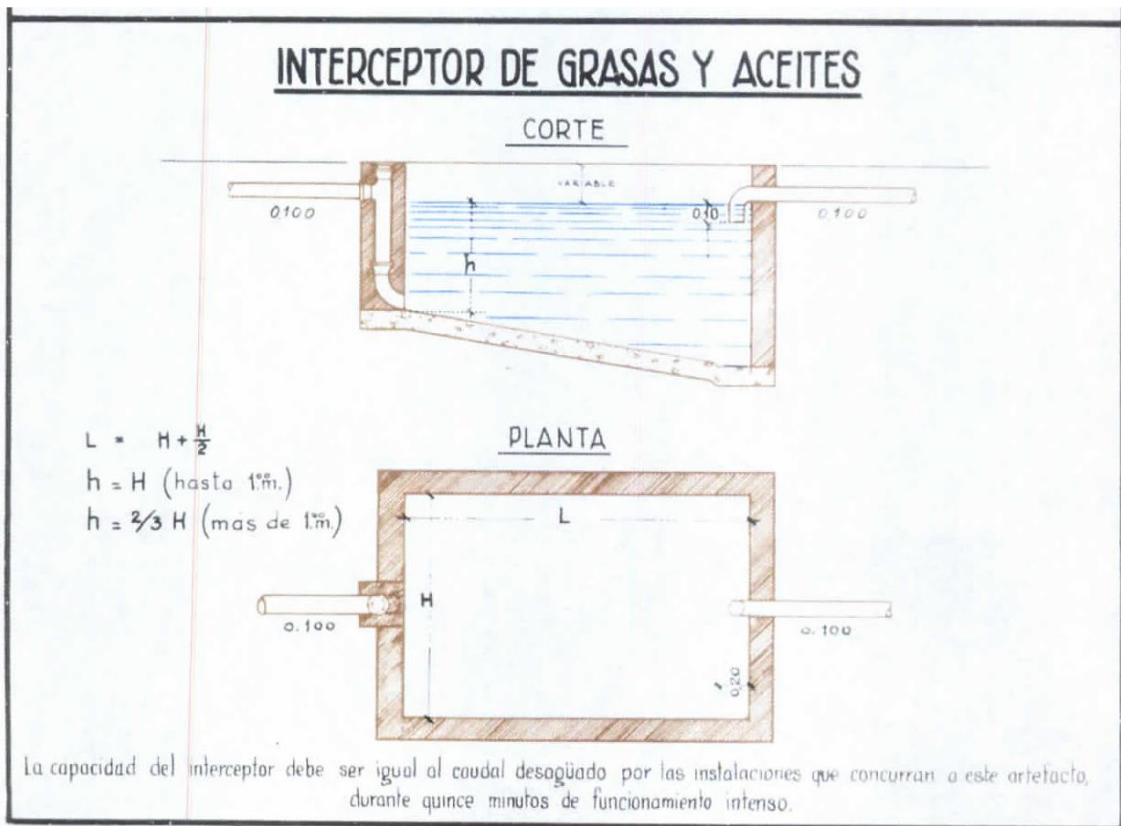 INTERCEPTOR DE GRASAS Y ACEITES
CORTE
VARIABLE
0.100
0,10
0.100
h
L = H + H/2
h = H (hasta 1.ºº m.)
h = 2/3 H (mas de 1.ºº m.)
PLANTA
L
H
0.100
0.100
0,20
La capacidad del interceptor debe ser igual al caudal desagüado por las instalaciones que concurran a este artefacto,
durante quince minutos de funcionamiento intenso.